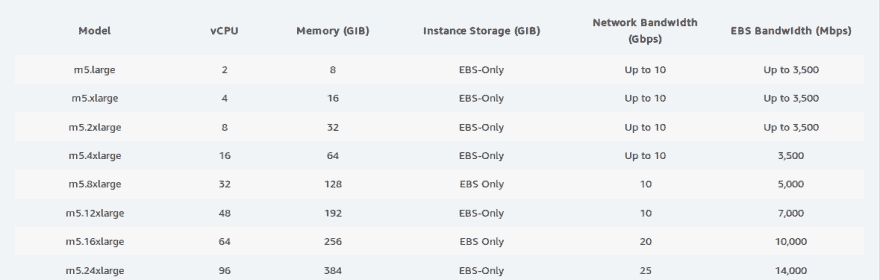 Model vCPU Memory (GIB) Instance Storage (GIB) Network Bandwidth (Gbps) EBS Bandwidth (Mbps)
m5.large 2 8 EBS-Only Up to 10 Up to 3,500
m5.xlarge 4 16 EBS-Only Up to 10 Up to 3,500
m5.2xlarge 8 32 EBS-Only Up to 10 Up to 3,500
m5.4xlarge 16 64 EBS-Only Up to 10 3,500
m5.8xlarge 32 128 EBS Only 10 5,000
m5.12xlarge 48 192 EBS-Only 10 7,000
m5.16xlarge 64 256 EBS Only 20 10,000
m5.24xlarge 96 384 EBS-Only 25 14,000